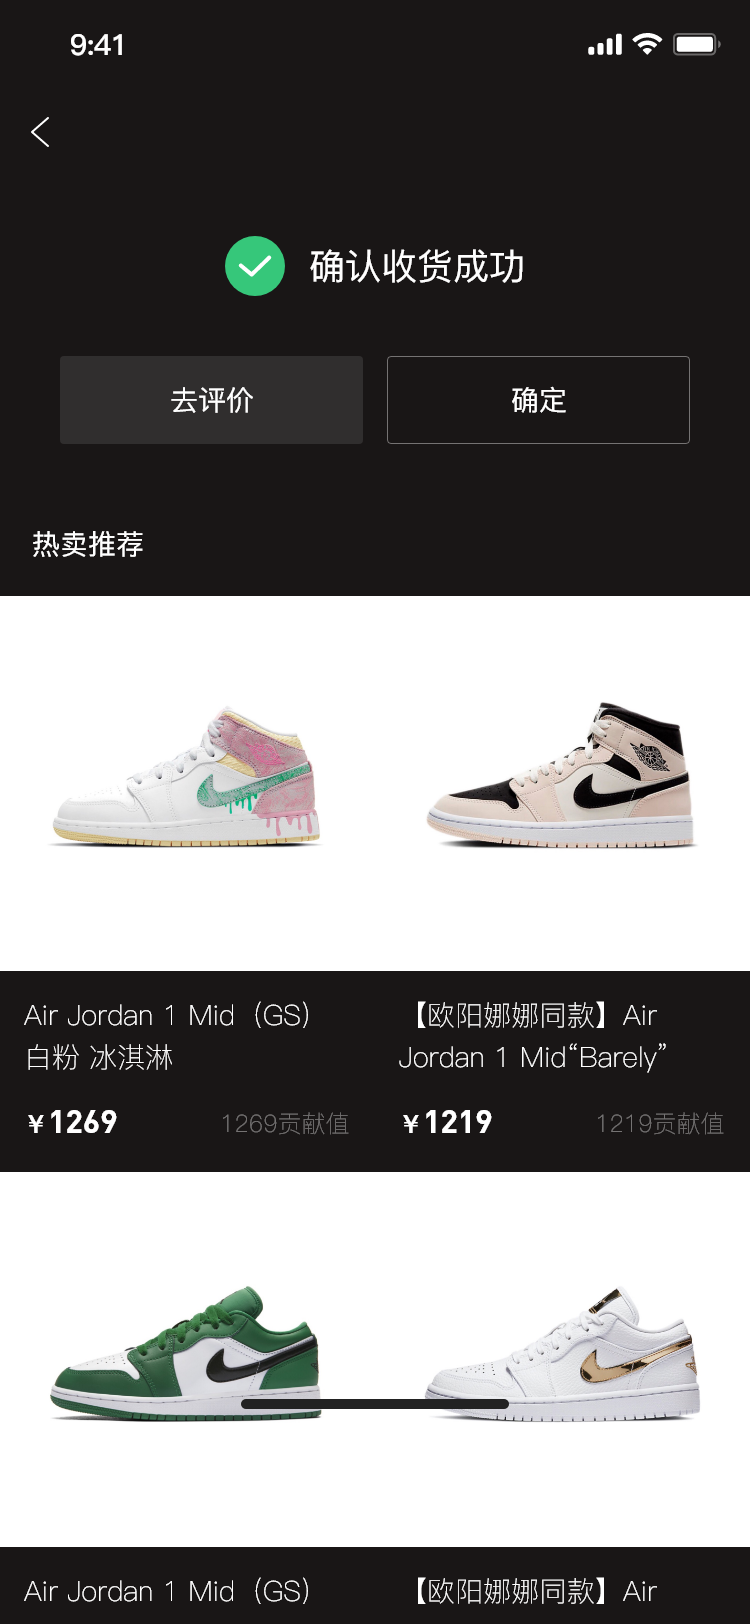 9:41
确认收货成功
去评价
确定
热卖推荐
Air Jordan 1 Mid（GS）
白粉 冰淇淋
￥1269
1269贡献值
【欧阳娜娜同款】Air
Jordan 1 Mid“Barely”
￥1219
1219贡献值
Air Jordan 1 Mid（GS）
【欧阳娜娜同款】Air